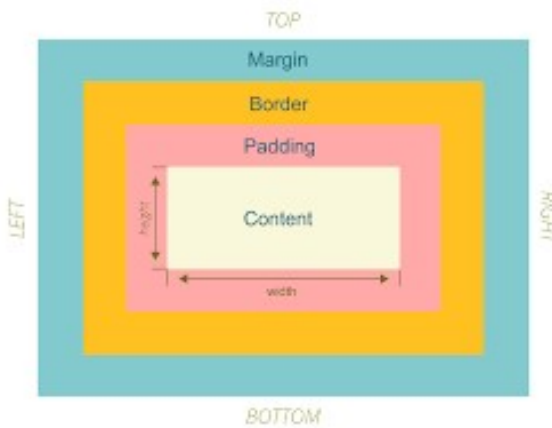 TOP
Margin
Border
Padding
LEFT
height
Content
RIGHT
width
BOTTOM